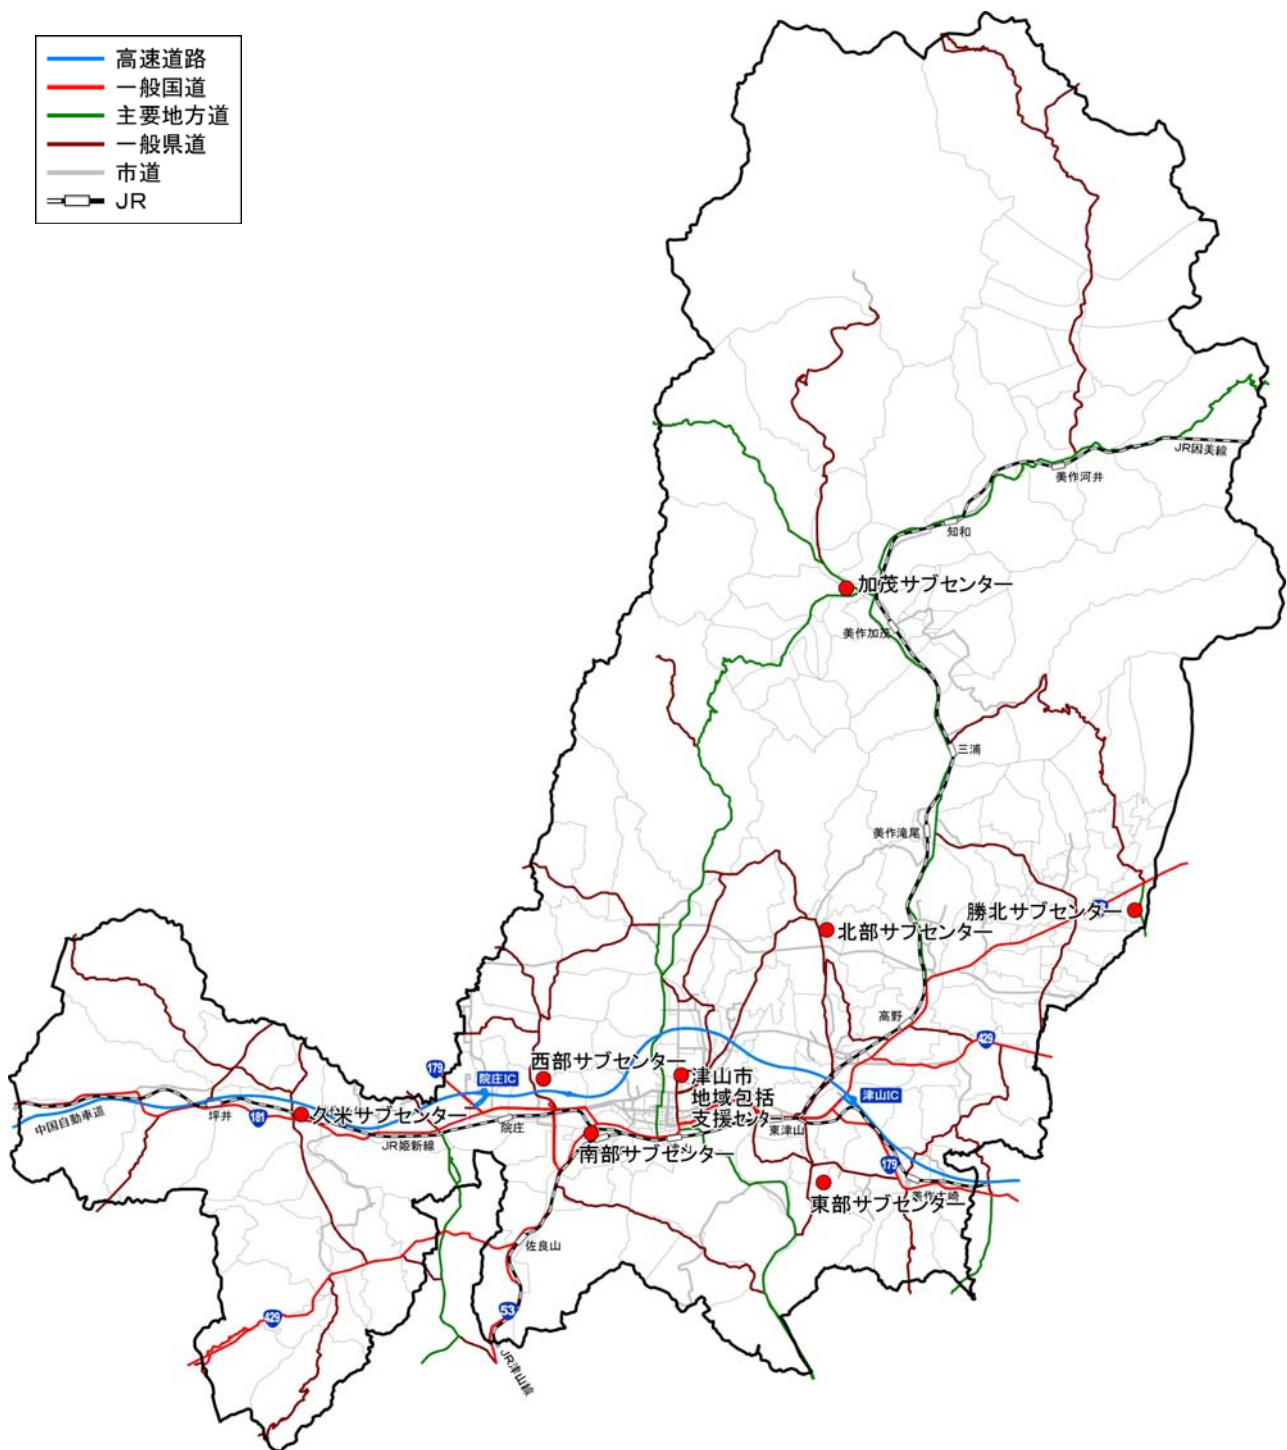 高速道路
一般国道
主要地方道
一般県道
市道
JR
JR因美線
美作河井
知和
加茂サブセンター
美作加茂
三浦
美作滝尾
勝北サブセンター
北部サブセンター
高野
429
西部サブセンター
179
院庄IC
津山市
地域包括
支援センター
津山IC
中国自動車道
坪井
181
久米サブセンター
院庄
東津山
JR姫新線
南部サブセンター
179
東部サブセンター
佐良山
429
53
JR津山線